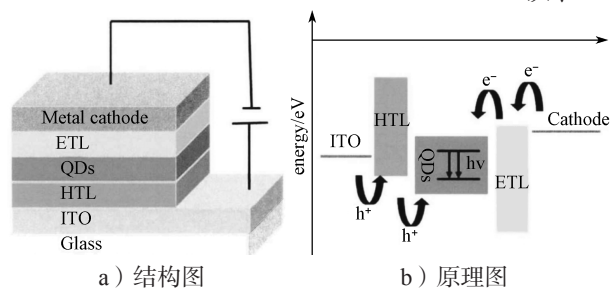 Metal cathode
ETL
QDs
HTL
ITO
Glass
a）结构图
energy/eV
ITO
HTL
QDs
hv
ETL
Cathode
e⁻
e⁻
h⁺
h⁺
b）原理图